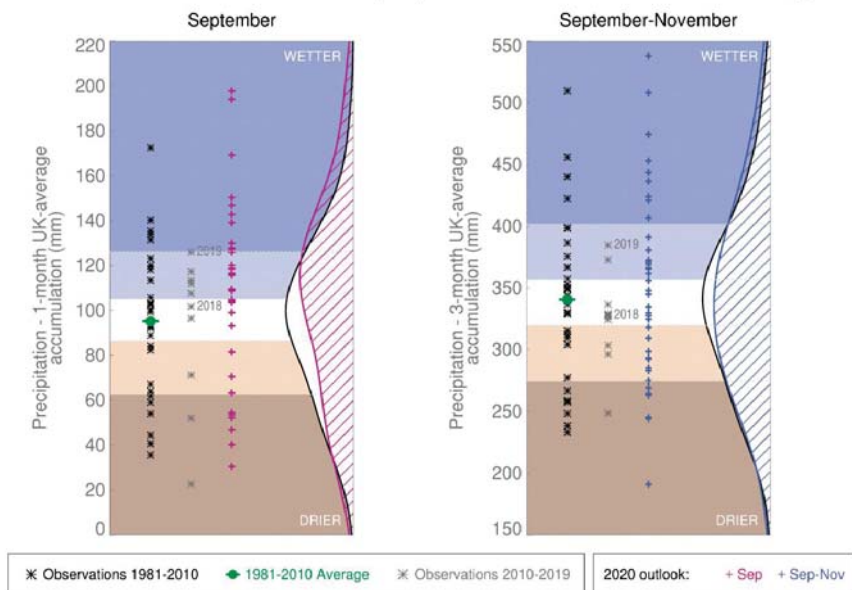 September
Precipitation - 1-month UK-average
accumulation (mm)
220
200
180
160
140
120
100
80
60
40
20
0
WETTER
2019
2018
DRIER
September-November
Precipitation - 3-month UK-average
accumulation (mm)
550
500
450
400
350
300
250
200
150
WETTER
2019
2018
DRIER
Observations 1981-2010
1981-2010 Average
Observations 2010-2019
2020 outlook:
+ Sep
+ Sep-Nov